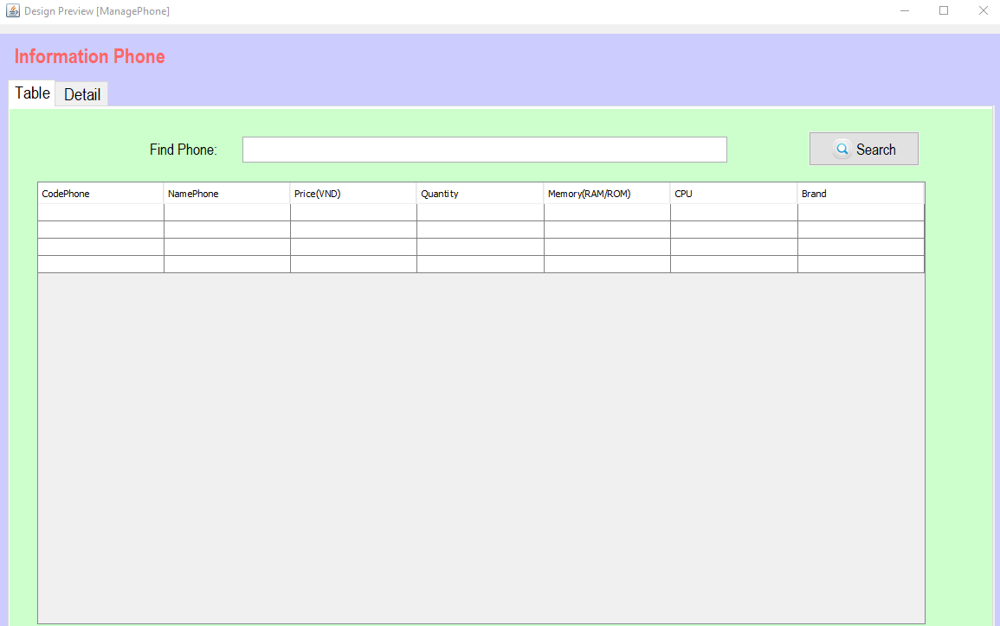 Design Preview [ManagePhone]
Information Phone
Table Detail
Find Phone: Search
CodePhone NamePhone Price(VND) Quantity Memory(RAM/ROM) CPU Brand